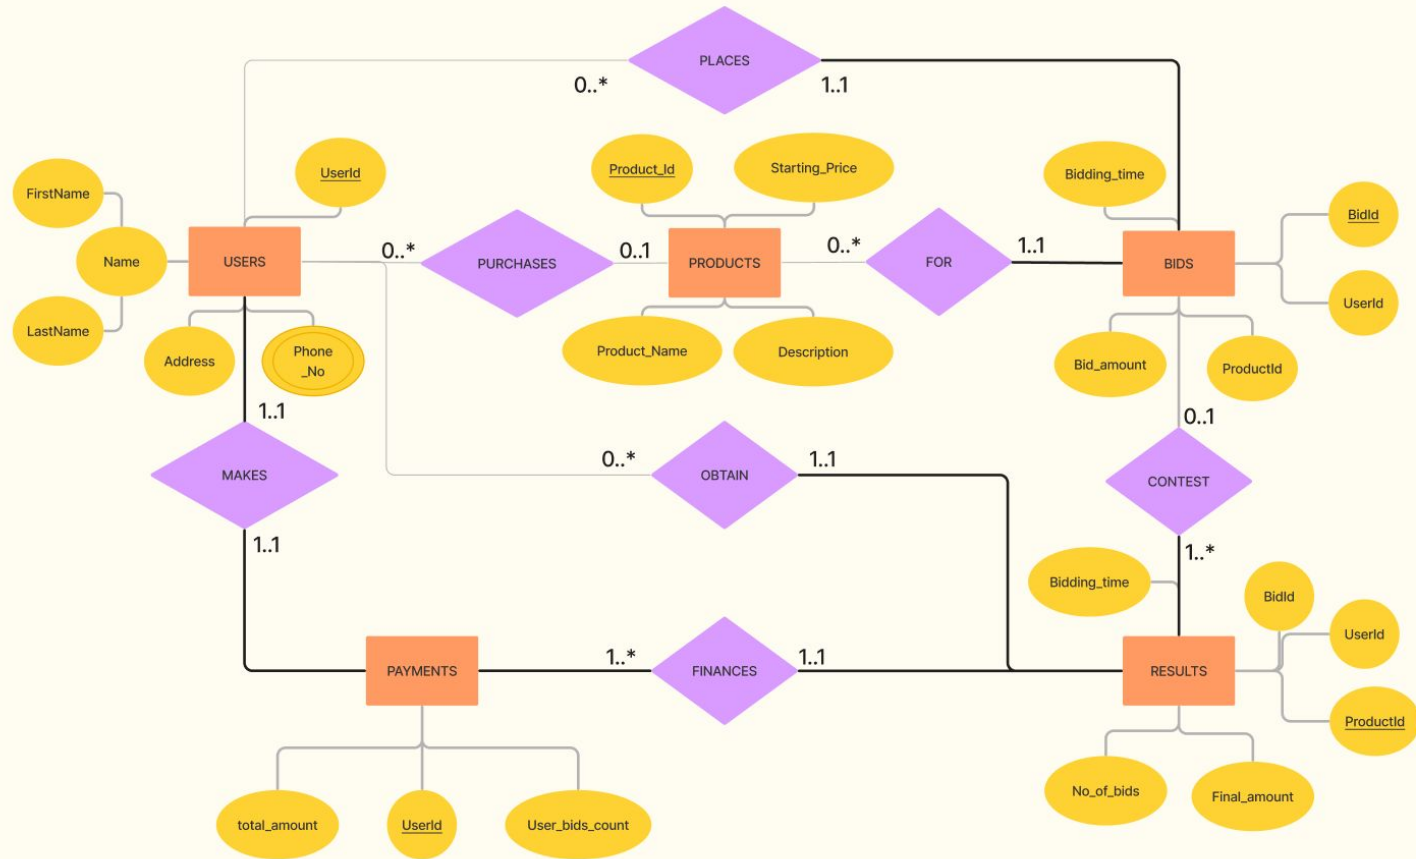 PLACES
0..*
1..1
UserId
Product_Id
Starting_Price
Bidding_time
FirstName
BidId
Name
USERS
0..*
PURCHASES
0..1
PRODUCTS
0..*
FOR
1..1
BIDS
UserId
LastName
Address
Phone
_No
Product_Name
Description
Bid_amount
ProductId
1..1
0..1
MAKES
0..*
OBTAIN
1..1
CONTEST
1..1
1..*
Bidding_time
BidId
UserId
PAYMENTS
1..*
FINANCES
1..1
RESULTS
ProductId
No_of_bids
Final_amount
total_amount
UserId
User_bids_count